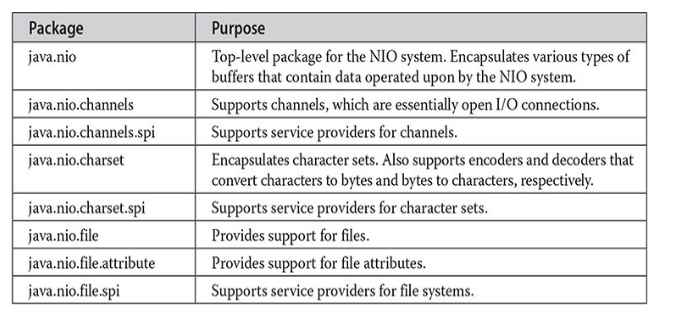 Package Purpose
java.nio Top-level package for the NIO system. Encapsulates various types of
buffers that contain data operated upon by the NIO system.
java.nio.channels Supports channels, which are essentially open I/O connections.
java.nio.channels.spi Supports service providers for channels.
java.nio.charset Encapsulates character sets. Also supports encoders and decoders that
convert characters to bytes and bytes to characters, respectively.
java.nio.charset.spi Supports service providers for character sets.
java.nio.file Provides support for files.
java.nio.file.attribute Provides support for file attributes.
java.nio.file.spi Supports service providers for file systems.